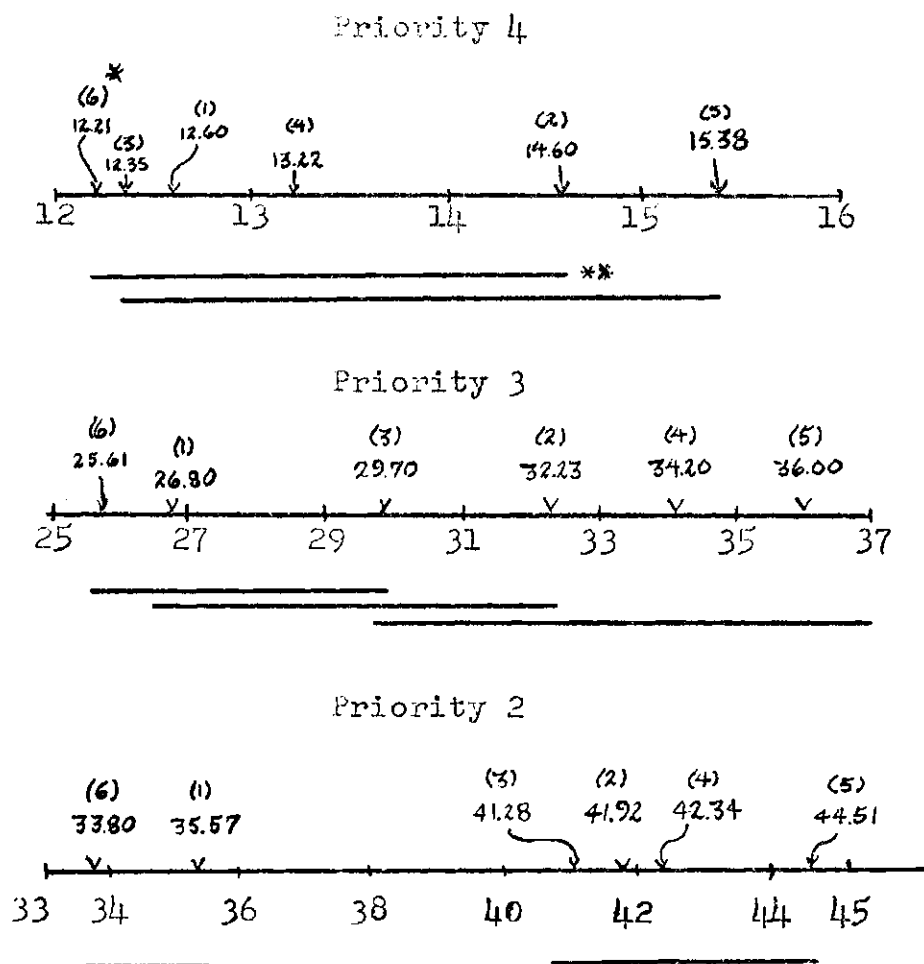 Priority 4
*
(6) (3) (1) (4) (2) (5)
12.21 12.35 12.60 13.22 14.60 15.38
12 13 14 15 16
**
Priority 3
(6) (1) (3) (2) (4) (5)
25.61 26.80 29.70 32.23 34.20 36.00
25 27 29 31 33 35 37
Priority 2
(6) (1) (3) (2) (4) (5)
33.80 35.57 41.28 41.92 42.34 44.51
33 34 36 38 40 42 44 45